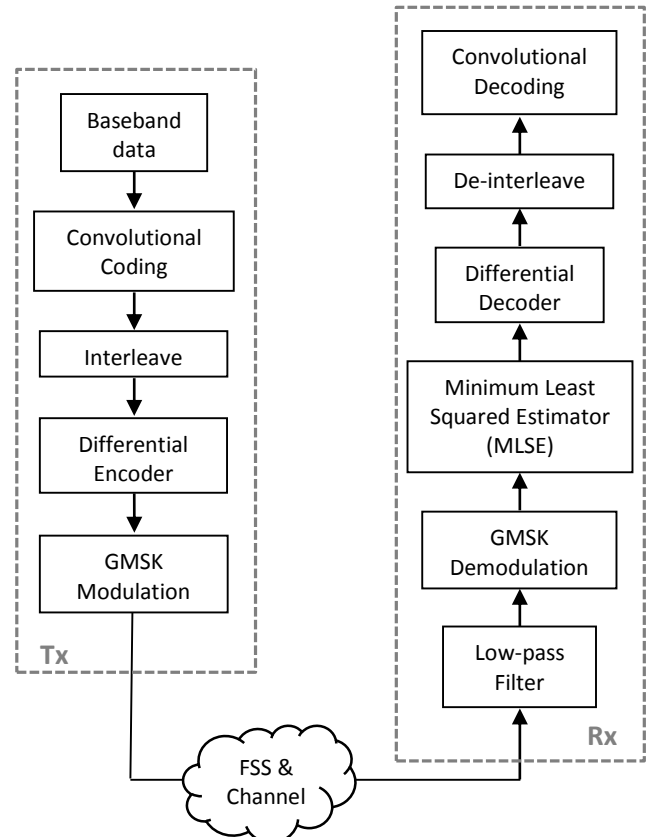 Baseband
data
Convolutional
Coding
Interleave
Differential
Encoder
GMSK
Modulation
Tx
FSS &
Channel
Convolutional
Decoding
De-interleave
Differential
Decoder
Minimum Least
Squared Estimator
(MLSE)
GMSK
Demodulation
Low-pass
Filter
Rx